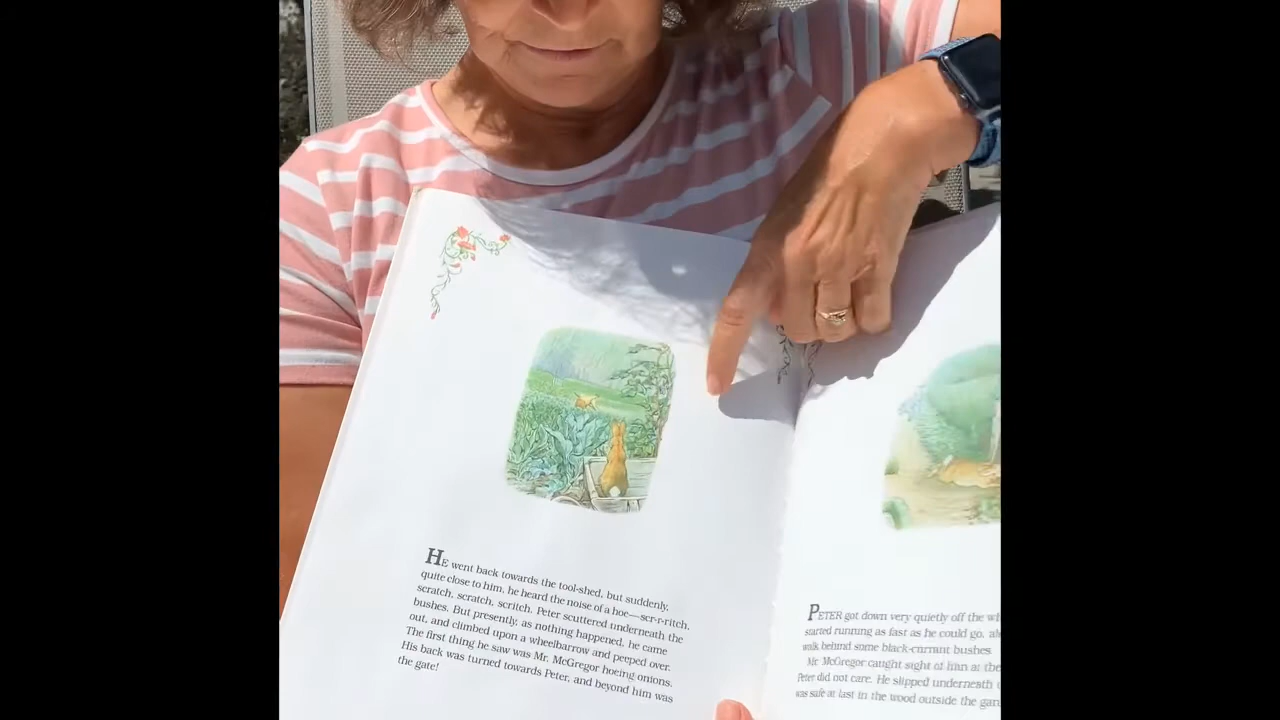 HE went back towards the tool-shed, but suddenly,
quite close to him, he heard the noise of a hoe—scr-r-ritch,
scratch, scratch, scritch. Peter scuttered underneath the
bushes. But presently, as nothing happened, he came
out, and climbed upon a wheelbarrow and peeped over.
The first thing he saw was Mr. McGregor hoeing onions.
His back was turned towards Peter, and beyond him was
the gate!
PETER got down very quietly off the
started running as fast as he could go,
walk behind some black-currant bushes.
Mr. McGregor caught sight of him at the
Peter did not care. He slipped underneath
was safe at last in the wood outside the